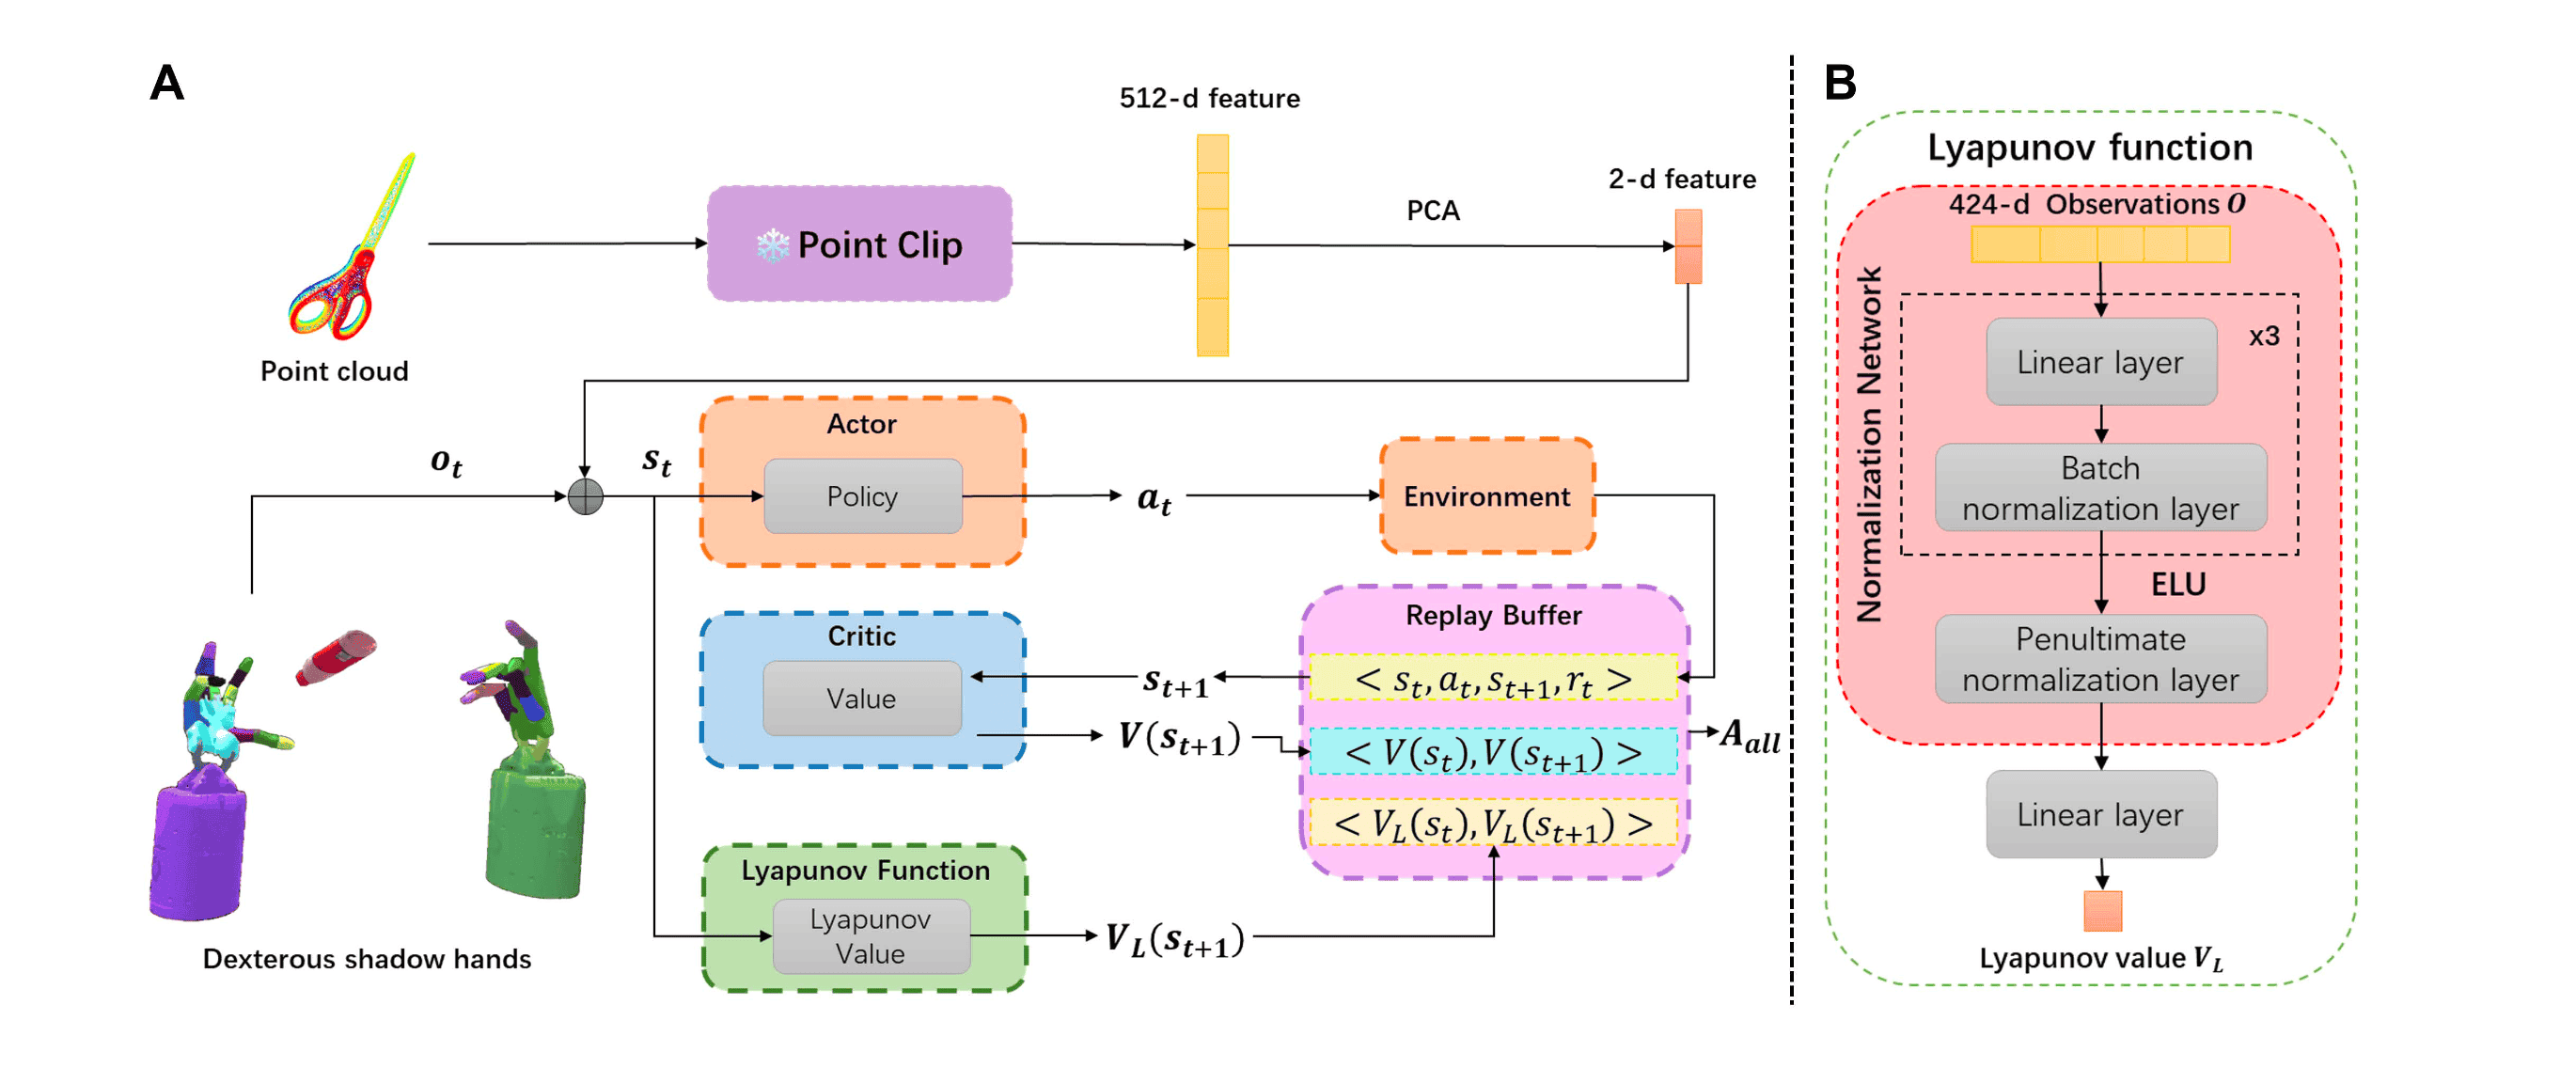 A
512-d feature
2-d feature
PCA
Point Clip
Point cloud
Actor
Policy
o_t
s_t
a_t
Environment
Critic
Value
s_{t+1}
V(s_{t+1})
Replay Buffer
< s_t, a_t, s_{t+1}, r_t >
< V(s_t), V(s_{t+1}) >
< V_L(s_t), V_L(s_{t+1}) >
A_{all}
Lyapunov Function
Lyapunov
Value
V_L(s_{t+1})
Dexterous shadow hands
B
Lyapunov function
424-d Observations O
Normalization Network
x3
Linear layer
Batch
normalization layer
ELU
Penultimate
normalization layer
Linear layer
Lyapunov value V_L